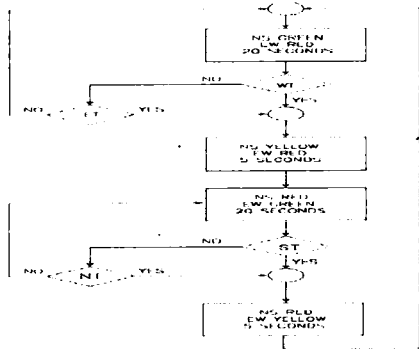 NS GREEN
EW RED
20 SECONDS
NO
WT
YES
NO
ET
YES
NS YELLOW
EW RED
5 SECONDS
NS RED
EW GREEN
20 SECONDS
NO
ST
YES
NO
NT
YES
NS RED
EW YELLOW
5 SECONDS